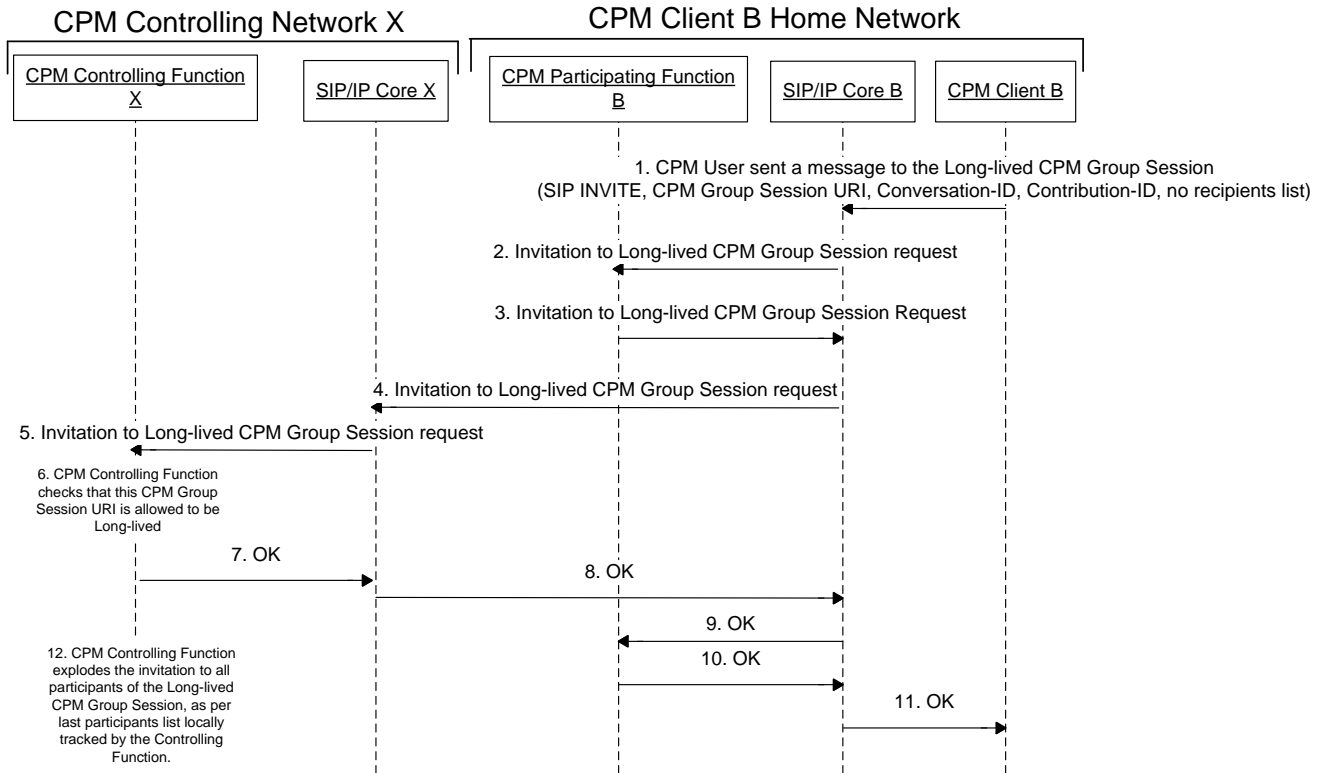 CPM Controlling Network X
CPM Client B Home Network
CPM Controlling Function
X
SIP/IP Core X
CPM Participating Function
B
SIP/IP Core B
CPM Client B
1. CPM User sent a message to the Long-lived CPM Group Session
(SIP INVITE, CPM Group Session URI, Conversation-ID, Contribution-ID, no recipients list)
2. Invitation to Long-lived CPM Group Session request
3. Invitation to Long-lived CPM Group Session Request
4. Invitation to Long-lived CPM Group Session request
5. Invitation to Long-lived CPM Group Session request
6. CPM Controlling Function
checks that this CPM Group
Session URI is allowed to be
Long-lived
7. OK
8. OK
9. OK
10. OK
11. OK
12. CPM Controlling Function
explodes the invitation to all
participants of the Long-lived
CPM Group Session, as per
last participants list locally
tracked by the Controlling
Function.